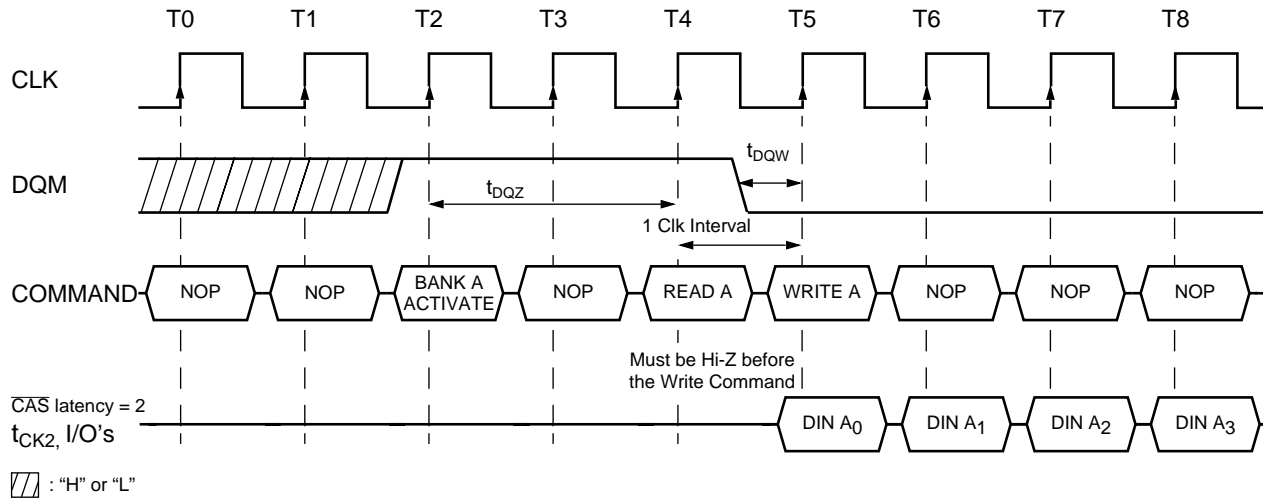 T0 T1 T2 T3 T4 T5 T6 T7 T8
CLK
tDQW
DQM
tDQZ
1 Clk Interval
COMMAND NOP NOP BANK A ACTIVATE NOP READ A WRITE A NOP NOP NOP
Must be Hi-Z before
the Write Command
CAS latency = 2
tCK2, I/O's DIN A0 DIN A1 DIN A2 DIN A3
: “H” or “L”